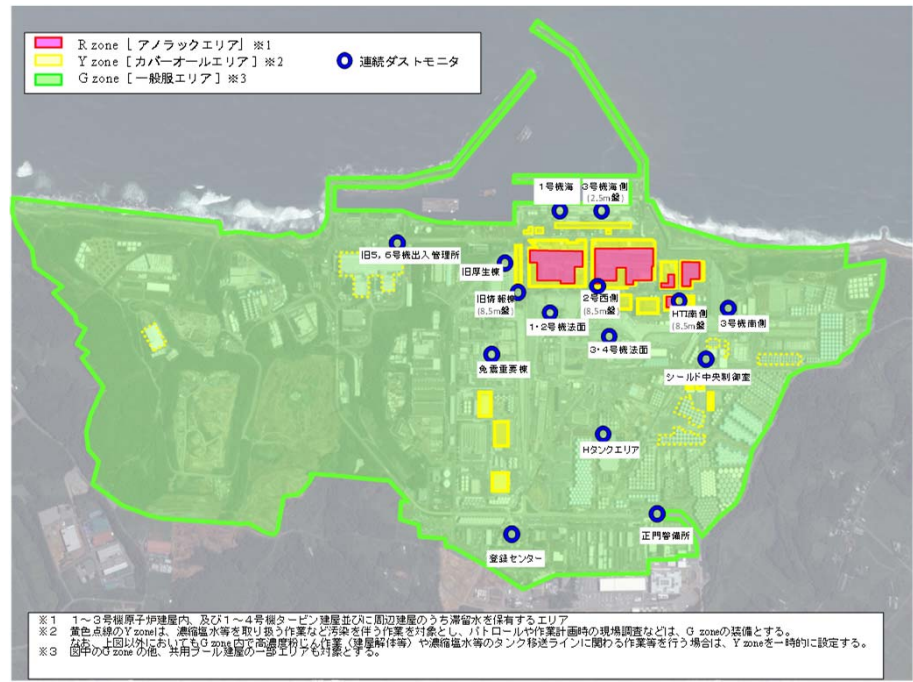 R zone [ アノラックエリア] ※1
Y zone [ カバーオールエリア] ※2
G zone [ 一般服エリア] ※3
連続ダストモニタ
1号機海
3号機海側
(2.5m盤)
旧5,6号機出入管理所
旧厚生棟
旧情報棟
(8.5m盤)
2号西側
(8.5m盤)
HTI南側
(8.5m盤)
1・2号機法面
3号機南側
3・4号機法面
免震重要棟
シールド中央制御室
Hタンクエリア
正門警備所
登録センター
※1 1～3号機原子炉建屋内、及び1～4号機タービン建屋並びに周辺建屋のうち滞留水を保有するエリア
※2 黄色点線のY zoneは、濃縮塩水等を取り扱う作業など汚染を伴う作業を対象とし、パトロールや作業計画時の現場調査などは、G zoneの装備とする。
なお、上図以外においてもG zone内で高濃度粉じん作業（建屋解体等）や濃縮塩水等のタンク移送ラインに関わる作業等を行う場合は、Y zoneを一時的に設定する。
※3 図中のG zoneの他、共用プール建屋の一部エリアも対象とする。